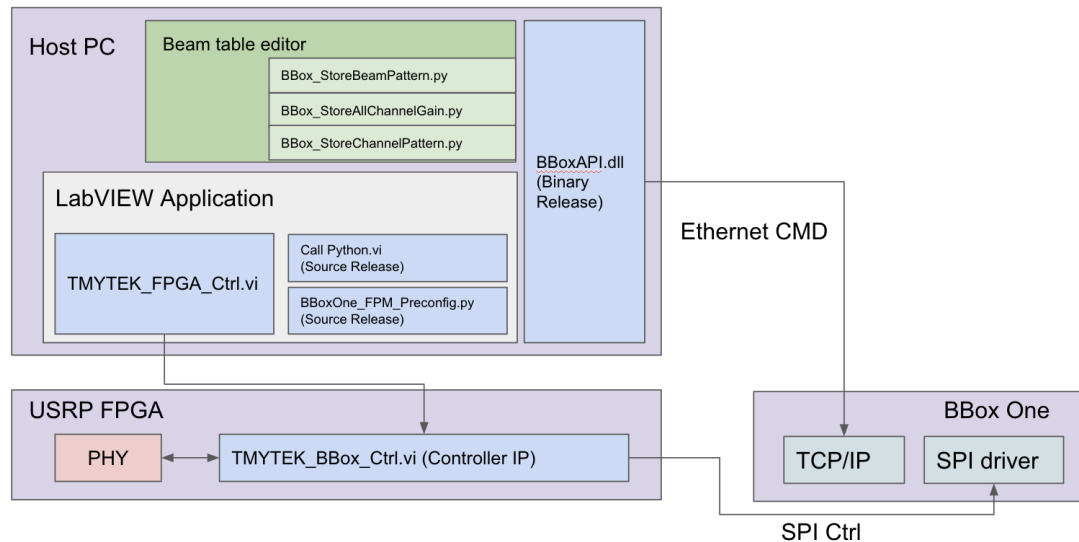 Host PC
Beam table editor
BBox_StoreBeamPattern.py
BBox_StoreAllChannelGain.py
BBox_StoreChannelPattern.py
BBoxAPI.dll
(Binary
Release)
LabVIEW Application
TMYTEK_FPGA_Ctrl.vi
Call Python.vi
(Source Release)
BBoxOne_FPM_Preconfig.py
(Source Release)
Ethernet CMD
USRP FPGA
PHY
TMYTEK_BBox_Ctrl.vi (Controller IP)
BBox One
TCP/IP
SPI driver
SPI Ctrl